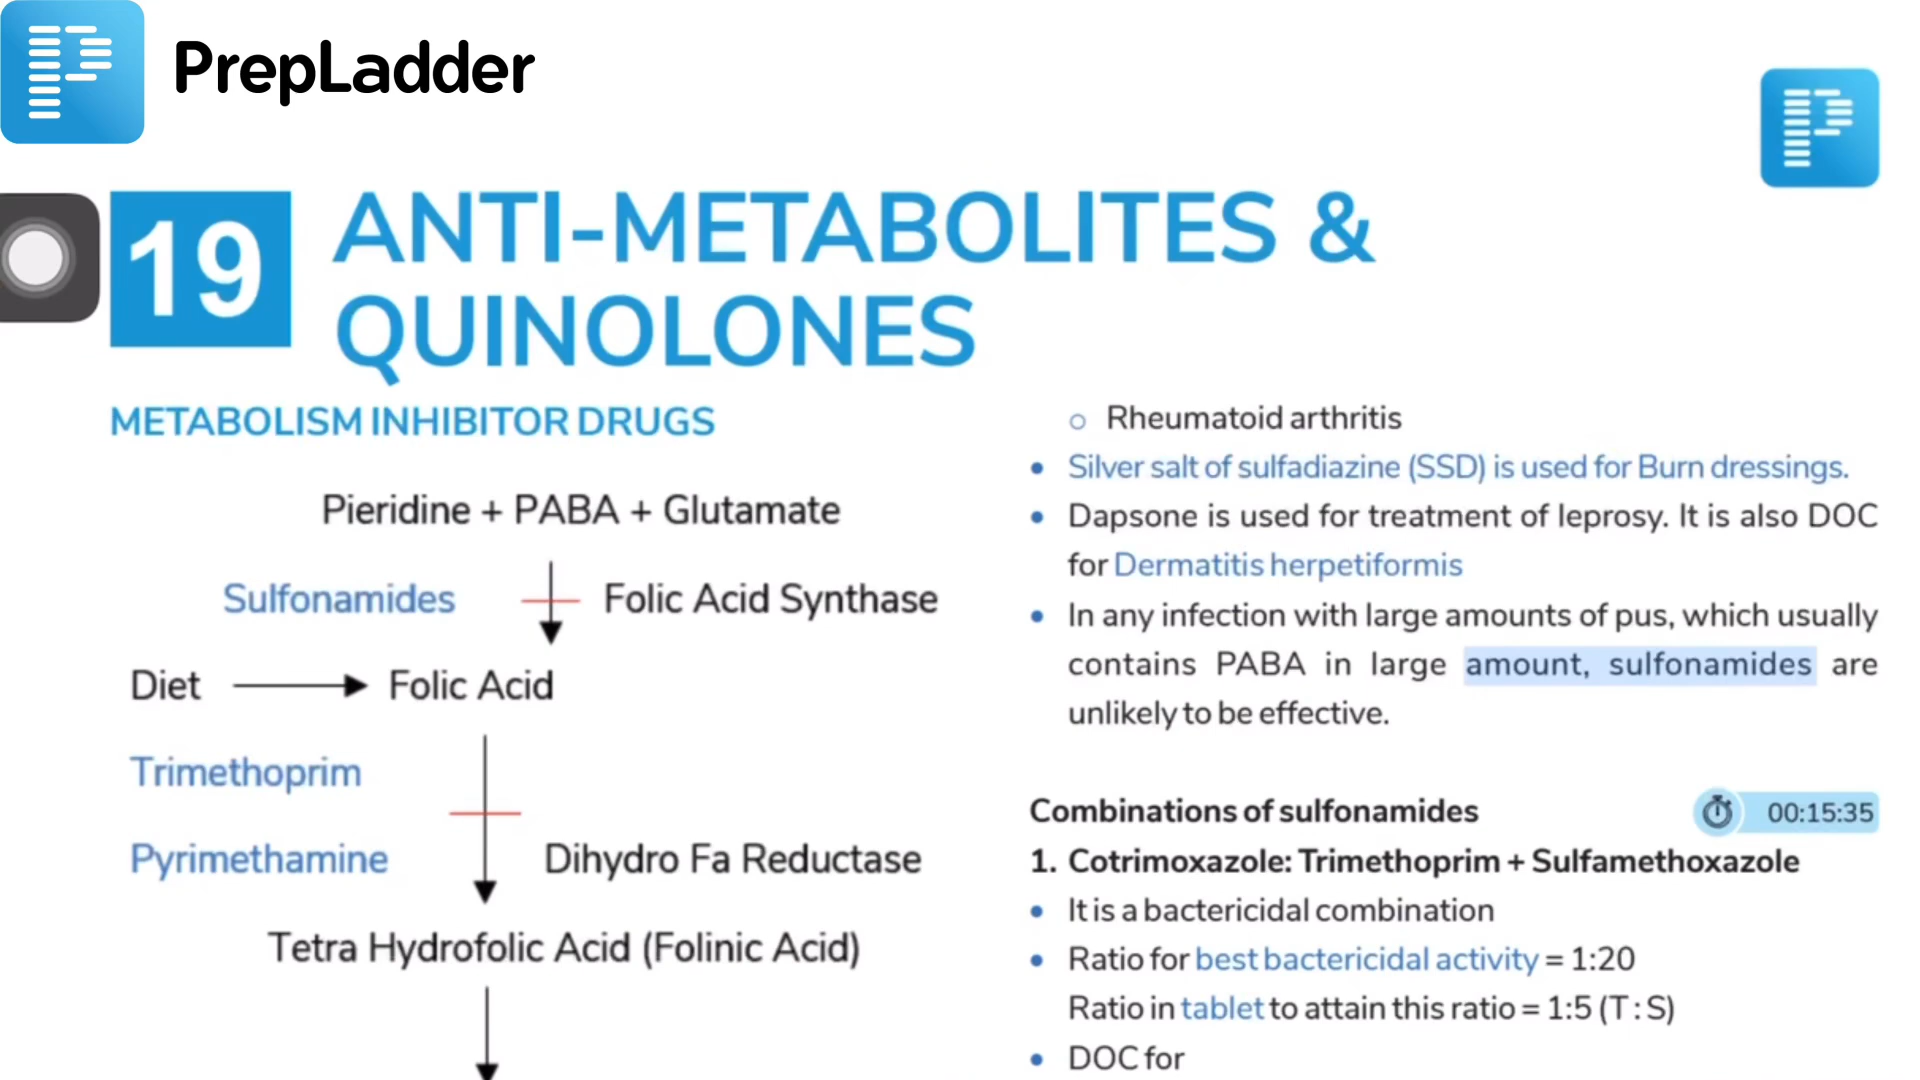 PrepLadder
19
ANTI-METABOLITES &
QUINOLONES
METABOLISM INHIBITOR DRUGS
Pieridine + PABA + Glutamate
Sulfonamides
Folic Acid Synthase
Diet
Folic Acid
Trimethoprim
Pyrimethamine
Dihydro Fa Reductase
Tetra Hydrofolic Acid (Folinic Acid)
○ Rheumatoid arthritis
• Silver salt of sulfadiazine (SSD) is used for Burn dressings.
• Dapsone is used for treatment of leprosy. It is also DOC
for Dermatitis herpetiformis
• In any infection with large amounts of pus, which usually
contains PABA in large amount, sulfonamides are
unlikely to be effective.
Combinations of sulfonamides
00:15:35
1. Cotrimoxazole: Trimethoprim + Sulfamethoxazole
• It is a bactericidal combination
• Ratio for best bactericidal activity = 1:20
Ratio in tablet to attain this ratio = 1:5 (T : S)
• DOC for